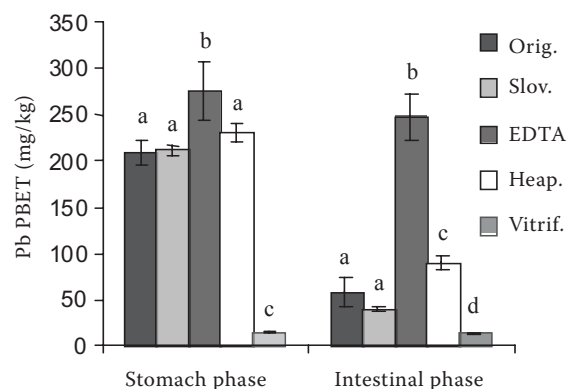 350
300
250
200
150
100
50
0
Pb PBET (mg/kg)
a
a
b
a
c
a
a
b
c
d
Stomach phase
Intestinal phase
Orig.
Slov.
EDTA
Heap.
Vitrif.